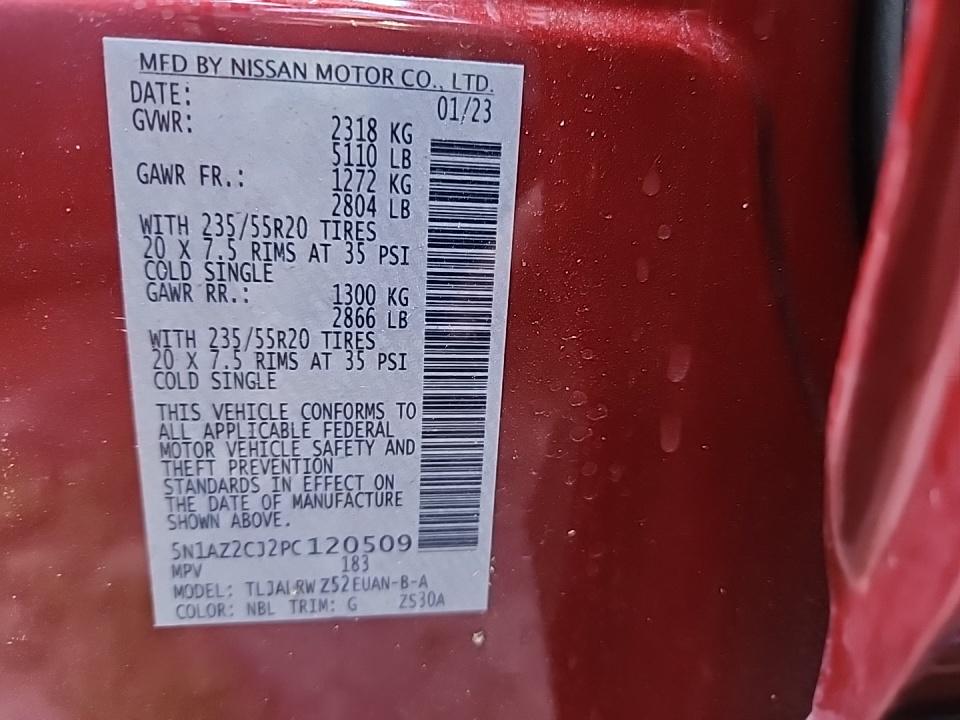 MFD BY NISSAN MOTOR CO., LTD.
DATE: 01/23
GVWR: 2318 KG
5110 LB
GAWR FR.: 1272 KG
2804 LB
WITH 235/55R20 TIRES
20 X 7.5 RIMS AT 35 PSI
COLD SINGLE
GAWR RR.: 1300 KG
2866 LB
WITH 235/55R20 TIRES
20 X 7.5 RIMS AT 35 PSI
COLD SINGLE
THIS VEHICLE CONFORMS TO
ALL APPLICABLE FEDERAL
MOTOR VEHICLE SAFETY AND
THEFT PREVENTION
STANDARDS IN EFFECT ON
THE DATE OF MANUFACTURE
SHOWN ABOVE.
5N1AZ2CJ2PC120509
MPV 183
MODEL: TLJALRWZ52EUAN-B-A
COLOR: NBL TRIM: G ZS30A